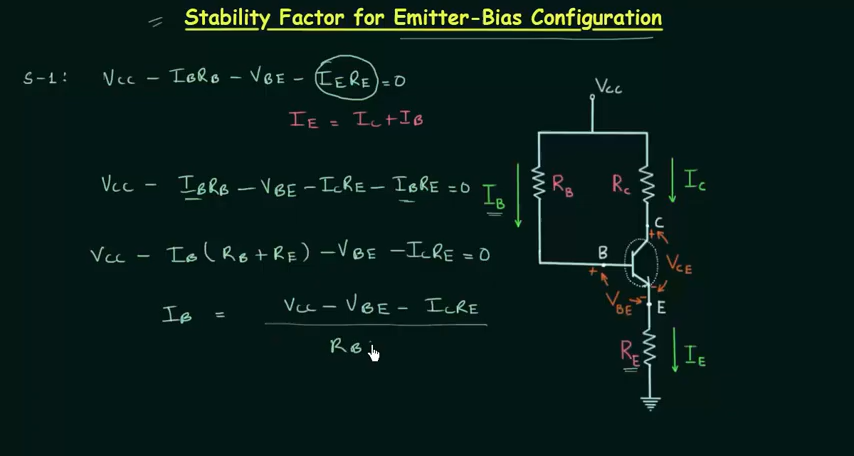 = Stability Factor for Emitter-Bias Configuration
S-1: VCC - IBRB - VBE - IERE = 0
IE = IC + IB
VCC - IBRB - VBE - ICRE - IBRE = 0
VCC - IB (RB + RE) - VBE - ICRE = 0
IB = VCC - VBE - ICRE
RB
VCC
IB RB RC IC
C
B VCE
VBE E
RE IE